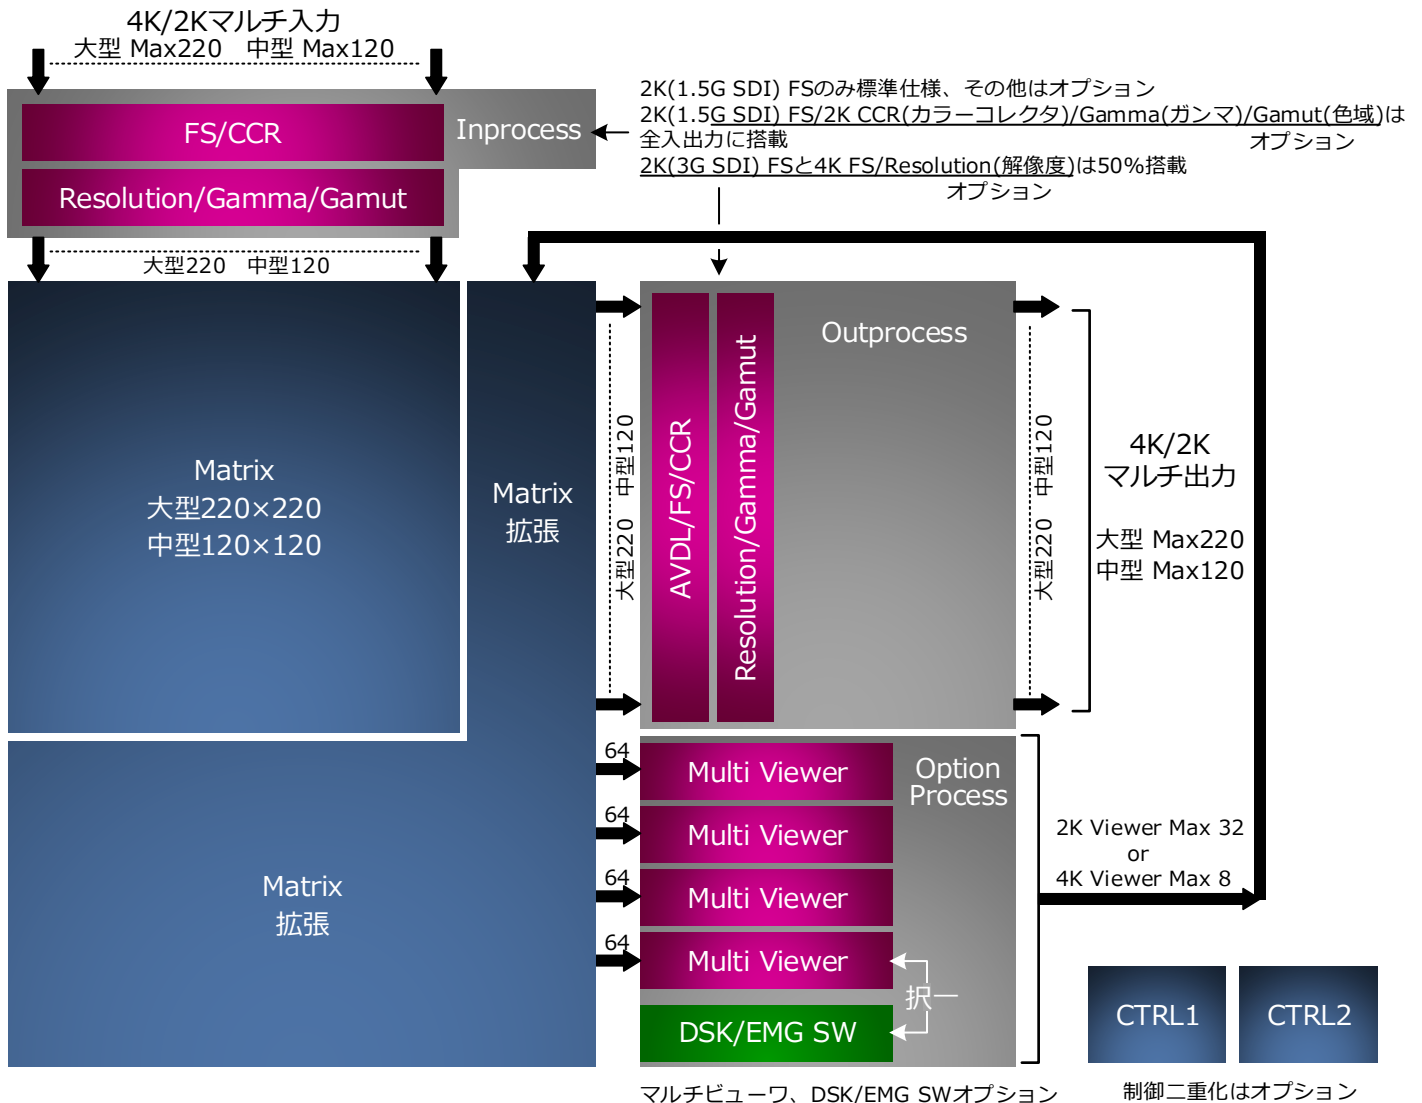 4K/2Kマルチ入力
大型 Max220　中型 Max120
FS/CCR
Inprocess
Resolution/Gamma/Gamut
大型220　中型120
2K(1.5G SDI) FSのみ標準仕様、その他はオプション
2K(1.5G SDI) FS/2K CCR(カラーコレクタ)/Gamma(ガンマ)/Gamut(色域)は
全入出力に搭載
オプション
2K(3G SDI) FSと4K FS/Resolution(解像度)は50%搭載
オプション
Matrix
大型220×220
中型120×120
Matrix
拡張
大型220　中型120
AVDL/FS/CCR
Resolution/Gamma/Gamut
Outprocess
大型220　中型120
4K/2K
マルチ出力
大型 Max220
中型 Max120
Matrix
拡張
64
64
64
64
Multi Viewer
Multi Viewer
Multi Viewer
Multi Viewer
Option
Process
択一
DSK/EMG SW
2K Viewer Max 32
or
4K Viewer Max 8
CTRL1
CTRL2
マルチビューワ、DSK/EMG SWオプション
制御二重化はオプション